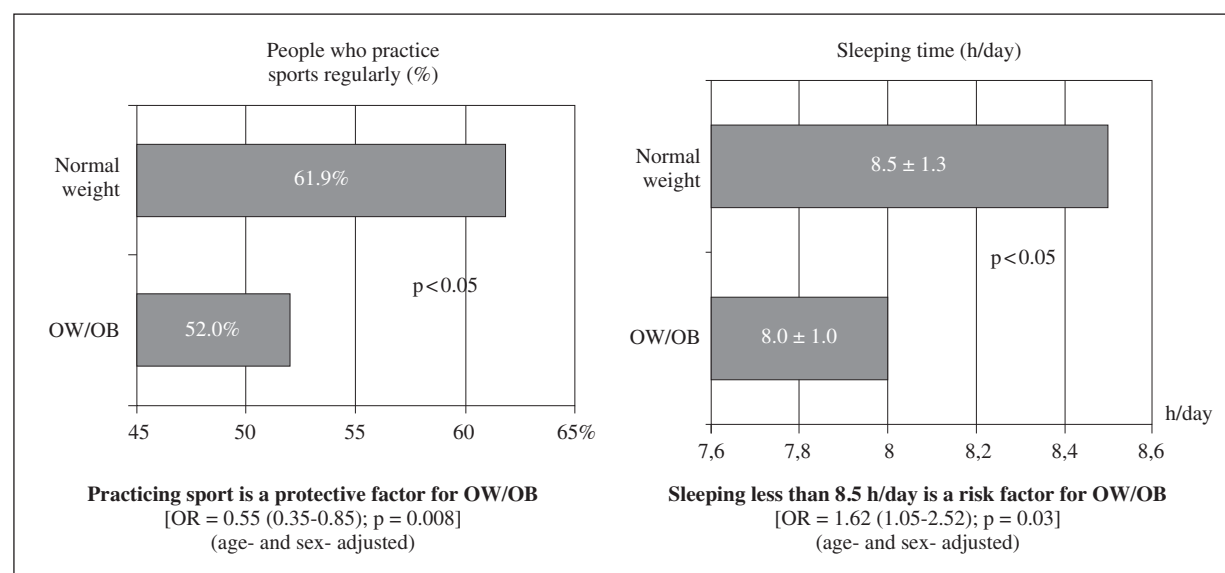 People who practice
sports regularly (%)
Normal
weight
61.9%
p<0.05
OW/OB
52.0%
45 50 55 60 65%
Practicing sport is a protective factor for OW/OB
[OR = 0.55 (0.35-0.85); p = 0.008]
(age- and sex- adjusted)
Sleeping time (h/day)
Normal
weight
8.5 ± 1.3
p<0.05
OW/OB
8.0 ± 1.0
h/day
7,6 7,8 8 8,2 8,4 8,6
Sleeping less than 8.5 h/day is a risk factor for OW/OB
[OR = 1.62 (1.05-2.52); p = 0.03]
(age- and sex- adjusted)